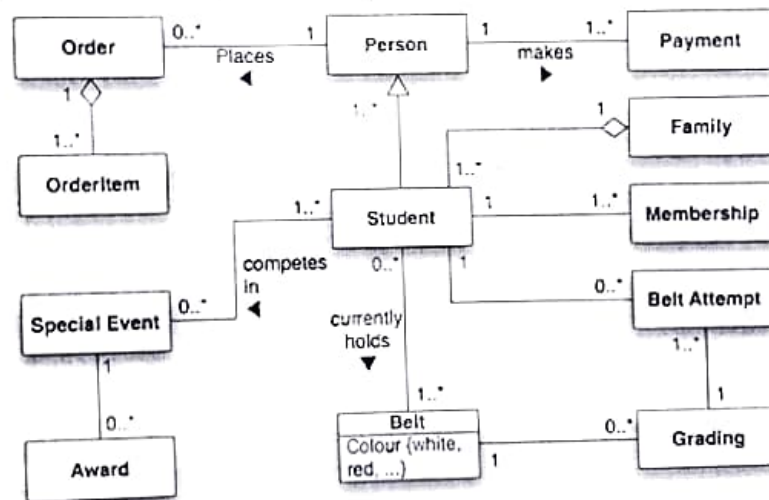 Order
0..*
1
Places
Person
1
1..*
makes
Payment
1
1..*
1..*
1
Family
OrderItem
1..*
1..*
Student
1
1..*
Membership
competes
in
0..*
1
0..*
Belt Attempt
Special Event
0..*
currently
holds
1..*
1
0..*
1..*
1
Belt
Colour {white,
red, ...}
1
0..*
Grading
Award